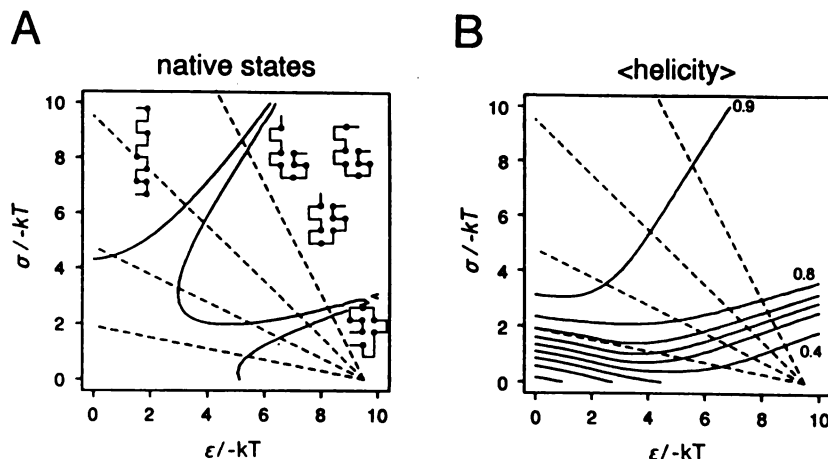 A
native states
10
8
6
4
2
0
σ/-kT
0 2 4 6 8 10
ε/-kT
B
<helicity>
10
8
6
4
2
0
σ/-kT
0.9
0.8
0.4
0 2 4 6 8 10
ε/-kT